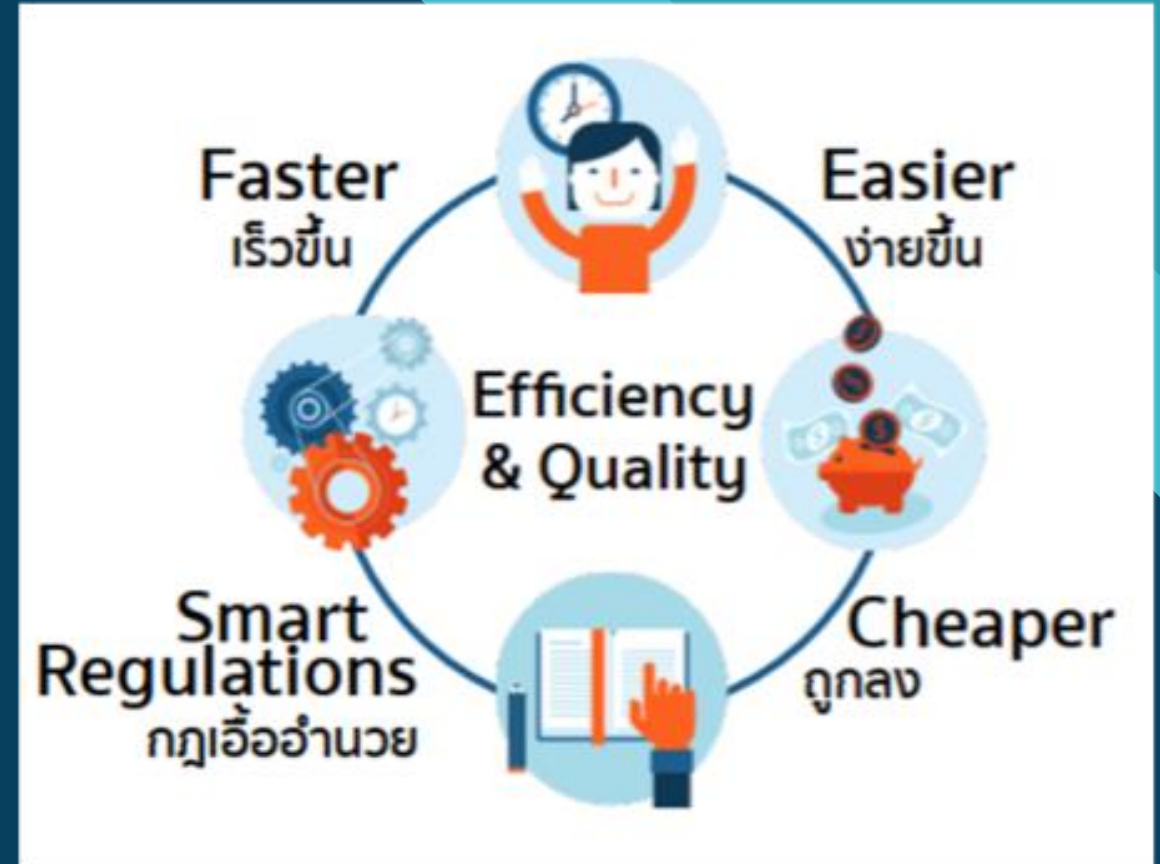 Faster
เร็วขึ้น
Easier
ง่ายขึ้น
Efficiency
& Quality
Smart
Regulations
กฎเอื้ออำนวย
Cheaper
ถูกลง